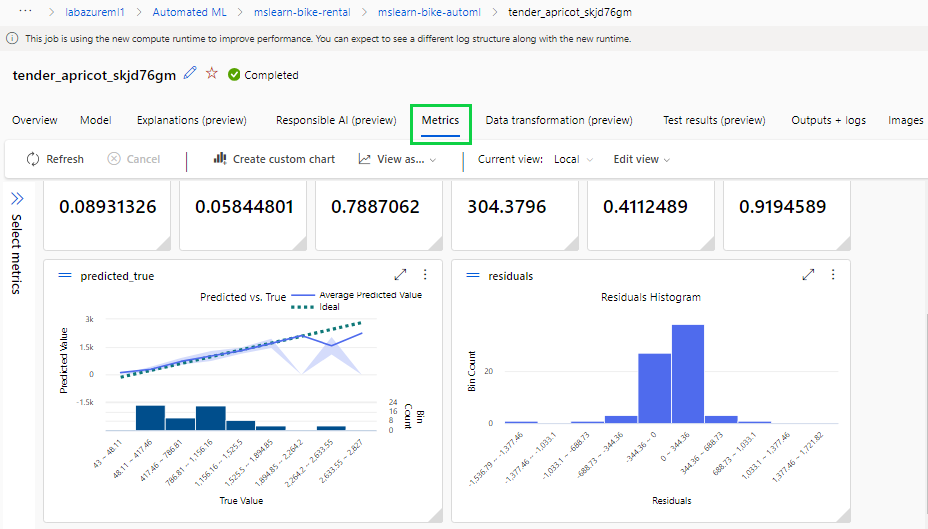 ··· > labazureml1 > Automated ML > mslearn-bike-rental > mslearn-bike-automl > tender_apricot_skjd76gm
This job is using the new compute runtime to improve performance. You can expect to see a different log structure along with the new runtime.
tender_apricot_skjd76gm Completed
Overview Model Explanations (preview) Responsible AI (preview) Metrics Data transformation (preview) Test results (preview) Outputs + logs Images
Refresh Cancel Create custom chart View as... Current view: Local Edit view
Select metrics
0.08931326 0.05844801 0.7887062 304.3796 0.4112489 0.9194589
predicted_true
Predicted vs. True
Average Predicted Value
Ideal
Predicted Value
3k
1.5k
0
-1.5k
24
16
8
0
Bin Count
43 ~ 48.11
48.11 ~ 417.46
417.46 ~ 786.81
786.81 ~ 1,156.16
1,156.16 ~ 1,525.5
1,525.5 ~ 1,894.85
1,894.85 ~ 2,264.2
2,264.2 ~ 2,633.55
2,633.55 ~ 2,827
True Value
residuals
Residuals Histogram
Bin Count
20
0
-1,536.79 ~ -1,377.46
-1,377.46 ~ -1,033.1
-1,033.1 ~ -688.73
-688.73 ~ -344.36
-344.36 ~ 0
0 ~ 344.36
344.36 ~ 688.73
688.73 ~ 1,033.1
1,033.1 ~ 1,377.46
1,377.46 ~ 1,721.82
Residuals